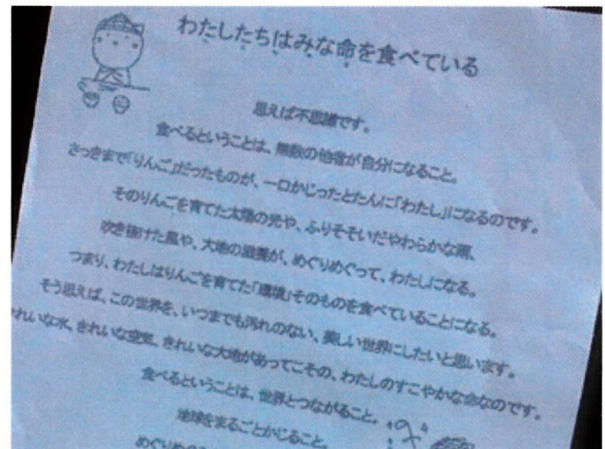 わたしたちはみな命を食べている
思えば不思議です。
食べるということは、無数の他者が自分になること。
さっきまで「りんご」だったものが、一口かじったとたんに「わたし」になるのです。
そのりんごを育てた太陽の光や、ふりそそいだやわらかな雨、
吹き抜けた風や、大地の滋養が、めぐりめぐって、わたしになる。
つまり、わたしはりんごを育てた「環境」そのものを食べていることになる。
そう思えば、この世界を、いつまでも汚れのない、美しい世界にしたいと思います。
れいな水、きれいな空気、きれいな大地があってこその、わたしのすこやかな命なのです。
食べるということは、世界とつながること。
地球をまるごとかじること。